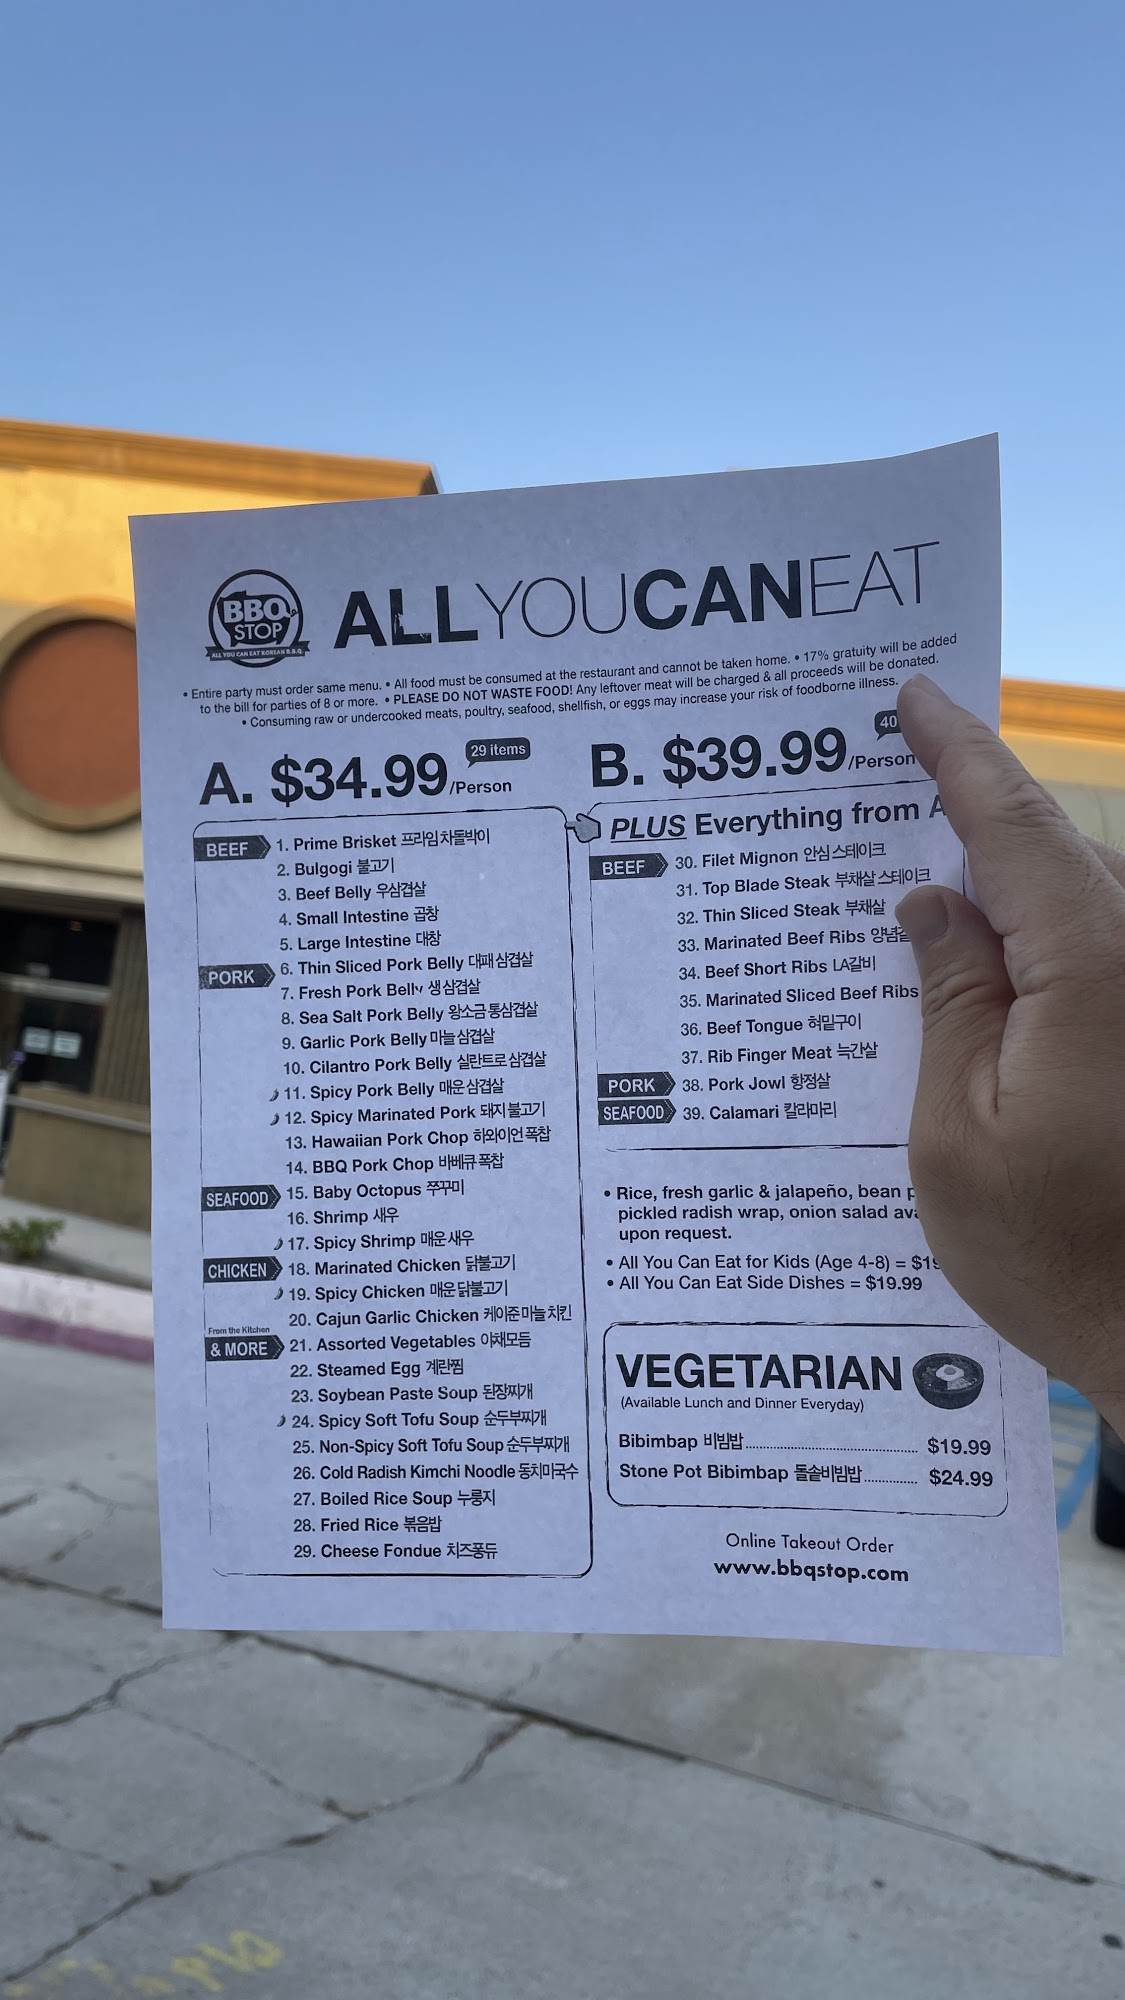 BBQ
STOP
ALL YOU CAN EAT KOREAN B.B.Q
ALLYOUCANEAT
• Entire party must order same menu. • All food must be consumed at the restaurant and cannot be taken home. • 17% gratuity will be added
to the bill for parties of 8 or more. • PLEASE DO NOT WASTE FOOD! Any leftover meat will be charged & all proceeds will be donated.
• Consuming raw or undercooked meats, poultry, seafood, shellfish, or eggs may increase your risk of foodborne illness.
A. $34.99/Person
29 items
BEEF
1. Prime Brisket 프라임 차돌박이
2. Bulgogi 불고기
3. Beef Belly 우삼겹살
4. Small Intestine 곱창
5. Large Intestine 대창
PORK
6. Thin Sliced Pork Belly 대패 삼겹살
7. Fresh Pork Belly 생 삼겹살
8. Sea Salt Pork Belly 왕소금 통삼겹살
9. Garlic Pork Belly 마늘 삼겹살
10. Cilantro Pork Belly 실란트로 삼겹살
11. Spicy Pork Belly 매운 삼겹살
12. Spicy Marinated Pork 돼지 불고기
13. Hawaiian Pork Chop 하와이언 폭찹
14. BBQ Pork Chop 바베큐 폭찹
SEAFOOD
15. Baby Octopus 쭈꾸미
16. Shrimp 새우
17. Spicy Shrimp 매운 새우
CHICKEN
18. Marinated Chicken 닭불고기
19. Spicy Chicken 매운 닭불고기
20. Cajun Garlic Chicken 케이준 마늘 치킨
From the Kitchen
& MORE
21. Assorted Vegetables 야채모듬
22. Steamed Egg 계란찜
23. Soybean Paste Soup 된장찌개
24. Spicy Soft Tofu Soup 순두부찌개
25. Non-Spicy Soft Tofu Soup 순두부찌개
26. Cold Radish Kimchi Noodle 동치미국수
27. Boiled Rice Soup 누룽지
28. Fried Rice 볶음밥
29. Cheese Fondue 치즈퐁듀
B. $39.99/Person
40
PLUS Everything from A
BEEF
30. Filet Mignon 안심 스테이크
31. Top Blade Steak 부채살 스테이크
32. Thin Sliced Steak 부채살
33. Marinated Beef Ribs 양념
34. Beef Short Ribs LA갈비
35. Marinated Sliced Beef Ribs
36. Beef Tongue 혀밑구이
37. Rib Finger Meat 늑간살
PORK
38. Pork Jowl 항정살
SEAFOOD
39. Calamari 칼라마리
• Rice, fresh garlic & jalapeño, bean
pickled radish wrap, onion salad
upon request.
• All You Can Eat for Kids (Age 4-8) =
• All You Can Eat Side Dishes = $19.99
VEGETARIAN
(Available Lunch and Dinner Everyday)
Bibimbap 비빔밥 $19.99
Stone Pot Bibimbap 돌솥비빔밥 $24.99
Online Takeout Order
www.bbqstop.com